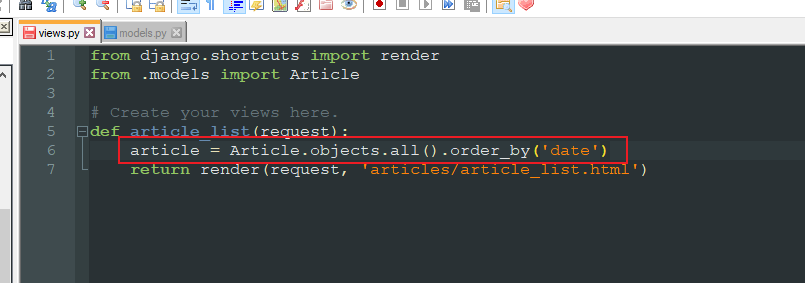 views.py models.py
1 from django.shortcuts import render
2 from .models import Article
3
4 # Create your views here.
5 def article_list(request):
6 article = Article.objects.all().order_by('date')
7 return render(request, 'articles/article_list.html')